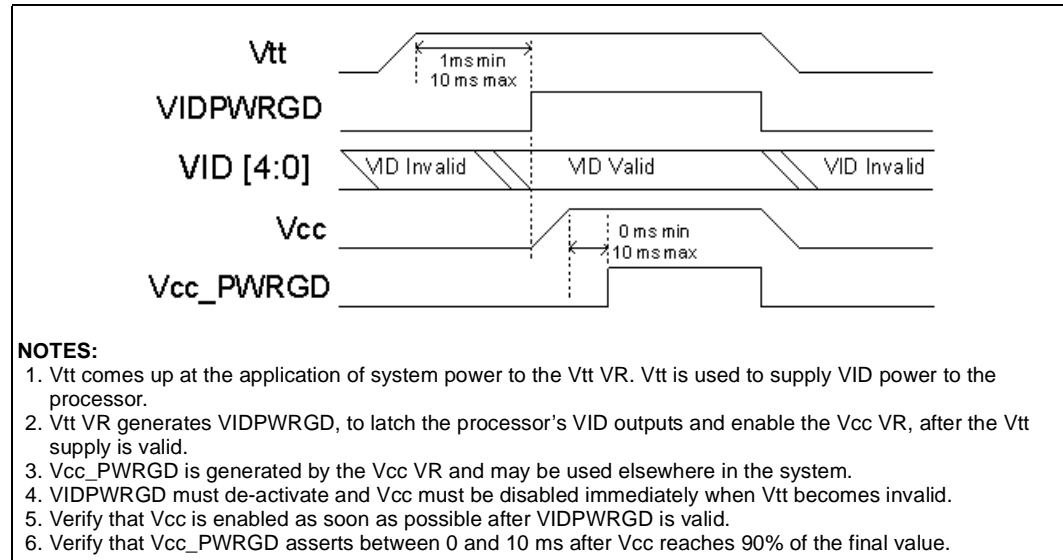 Vtt
1ms min
10 ms max
VIDPWRGD
VID [4:0]
VID Invalid
VID Valid
VID Invalid
Vcc
0 ms min
10 ms max
Vcc_PWRGD
NOTES:
1. Vtt comes up at the application of system power to the Vtt VR. Vtt is used to supply VID power to the
processor.
2. Vtt VR generates VIDPWRGD, to latch the processor's VID outputs and enable the Vcc VR, after the Vtt
supply is valid.
3. Vcc_PWRGD is generated by the Vcc VR and may be used elsewhere in the system.
4. VIDPWRGD must de-activate and Vcc must be disabled immediately when Vtt becomes invalid.
5. Verify that Vcc is enabled as soon as possible after VIDPWRGD is valid.
6. Verify that Vcc_PWRGD asserts between 0 and 10 ms after Vcc reaches 90% of the final value.